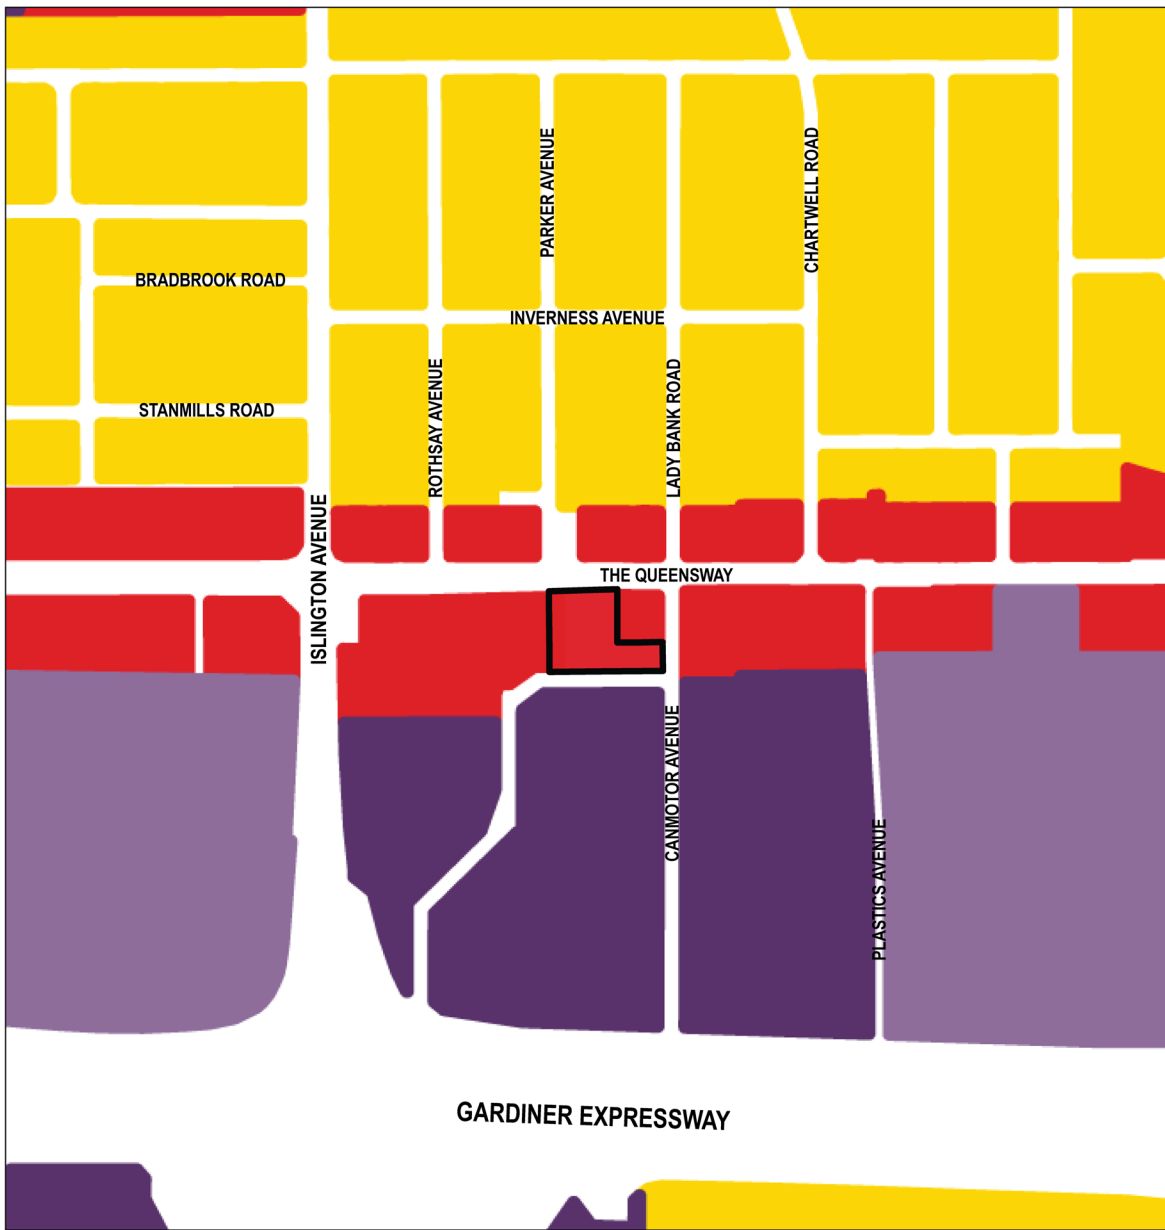 PARKER AVENUE
CHARTWELL ROAD
BRADBROOK ROAD
INVERNESS AVENUE
ROTHSAY AVENUE
LADY BANK ROAD
STANMILLS ROAD
ISLINGTON AVENUE
THE QUEENSWAY
CANMOTOR AVENUE
PLASTICS AVENUE
GARDINER EXPRESSWAY